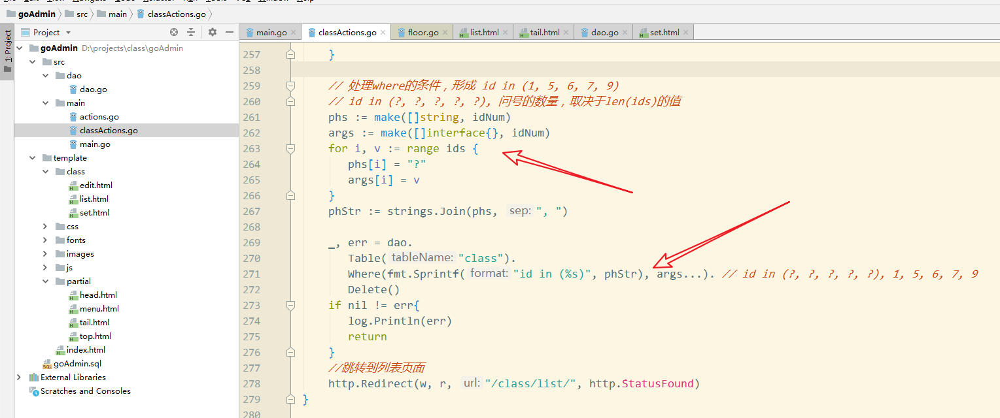 goAdmin src main classActions.go
1: Project
Project
main.go classActions.go floor.go list.html tail.html dao.go set.html
goAdmin D:\projects\class\goAdmin
src
dao
dao.go
main
actions.go
classActions.go
main.go
template
class
edit.html
list.html
set.html
css
fonts
images
js
partial
head.html
menu.html
tail.html
top.html
index.html
goAdmin.sql
External Libraries
Scratches and Consoles
257 }
258
259 // 处理where的条件，形成 id in (1, 5, 6, 7, 9)
260 // id in (?, ?, ?, ?, ?), 问号的数量，取决于len(ids)的值
261 phs := make([]string, idNum)
262 args := make([]interface{}, idNum)
263 for i, v := range ids {
264 phs[i] = "?"
265 args[i] = v
266 }
267 phStr := strings.Join(phs, sep: ", ")
268
269 _, err = dao.
270 Table( tableName: "class").
271 Where(fmt.Sprintf( format: "id in (%s)", phStr), args...). // id in (?, ?, ?, ?, ?), 1, 5, 6, 7, 9
272 Delete()
273 if nil != err{
274 log.Println(err)
275 return
276 }
277 //跳转到列表页面
278 http.Redirect(w, r, url: "/class/list/", http.StatusFound)
279 }
280